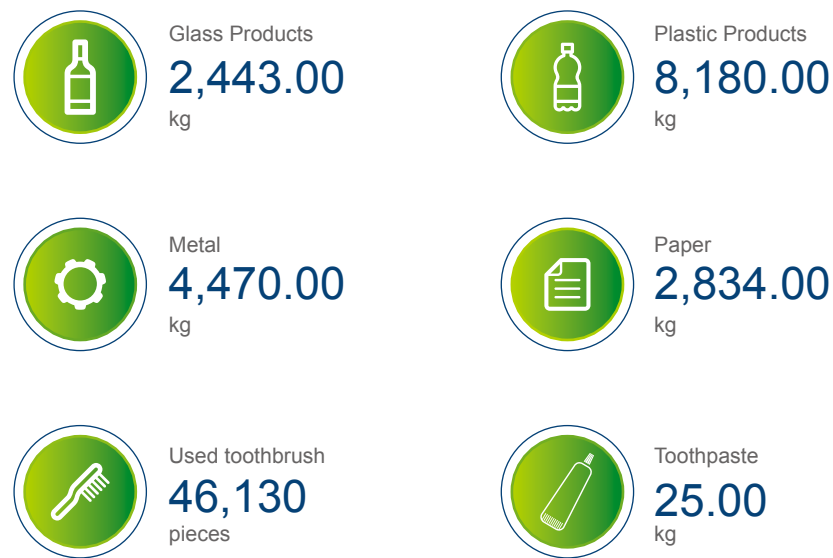 Glass Products
2,443.00
kg
Plastic Products
8,180.00
kg
Metal
4,470.00
kg
Paper
2,834.00
kg
Used toothbrush
46,130
pieces
Toothpaste
25.00
kg